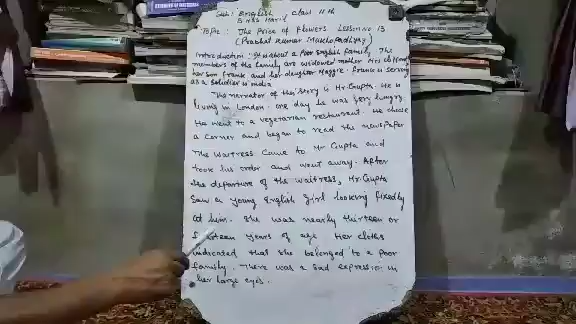 Sub: English Class 11th
Topic: The Price of Flowers Lesson No 13
(Prabhat Kumar Mukhopadhyay)
Introduction: It is about a Poor English family. The
members of the family are widowed mother Mrs Clifford
her son Frank and her daughter Maggie. Frank is serving
as a Soldier in India
The narrator of the story is Mr. Gupta. He is
living in London. One day he was very hungry.
He went to a vegetarian restaurant. He choose
a corner and began to read the newspaper
The waitress came to Mr Gupta and
took his order and went away. After
the departure of the waitress, Mr. Gupta
Saw a young English girl looking fixedly
at him. She was nearly thirteen or
fourteen years of age. Her cloths
indicated that she belonged to a poor
family. There was a sad expression in
her large eyes.